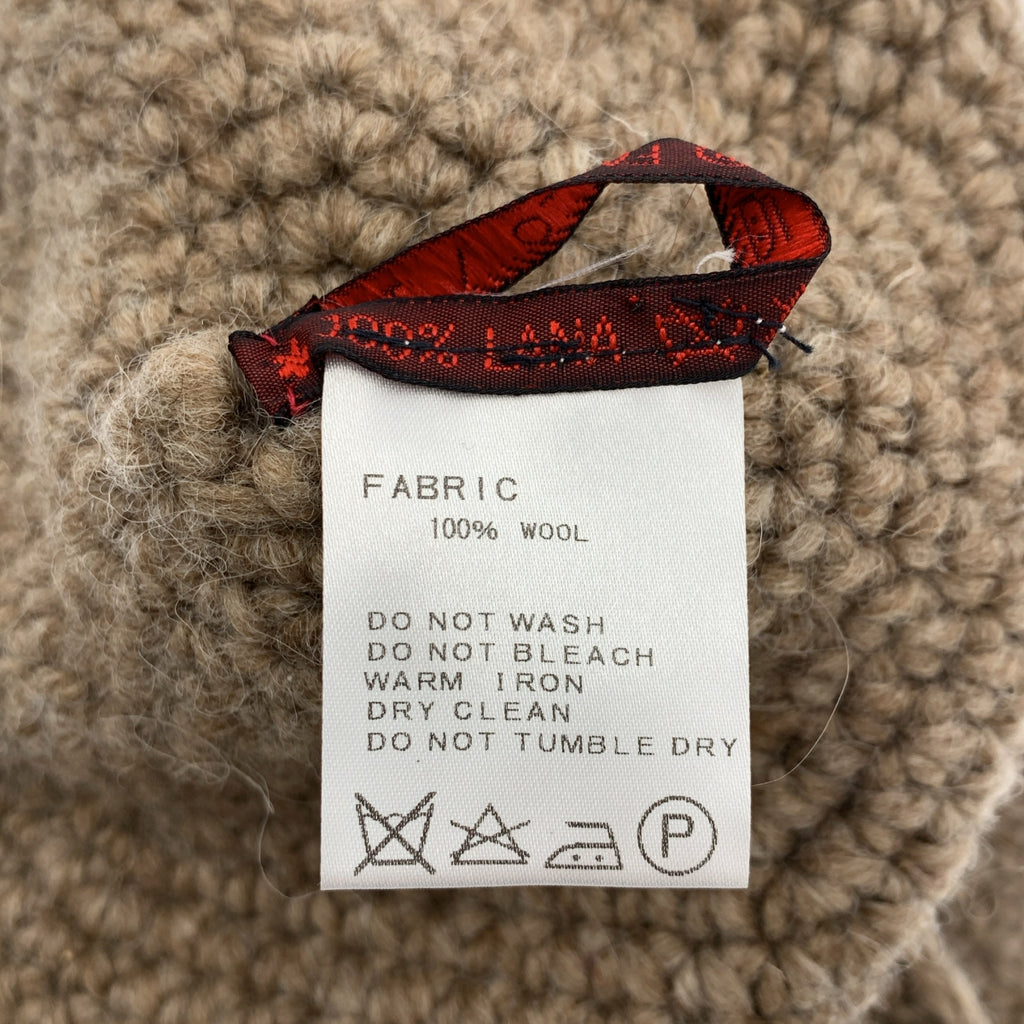 100% LANA
FABRIC
100% WOOL
DO NOT WASH
DO NOT BLEACH
WARM IRON
DRY CLEAN
DO NOT TUMBLE DRY
P